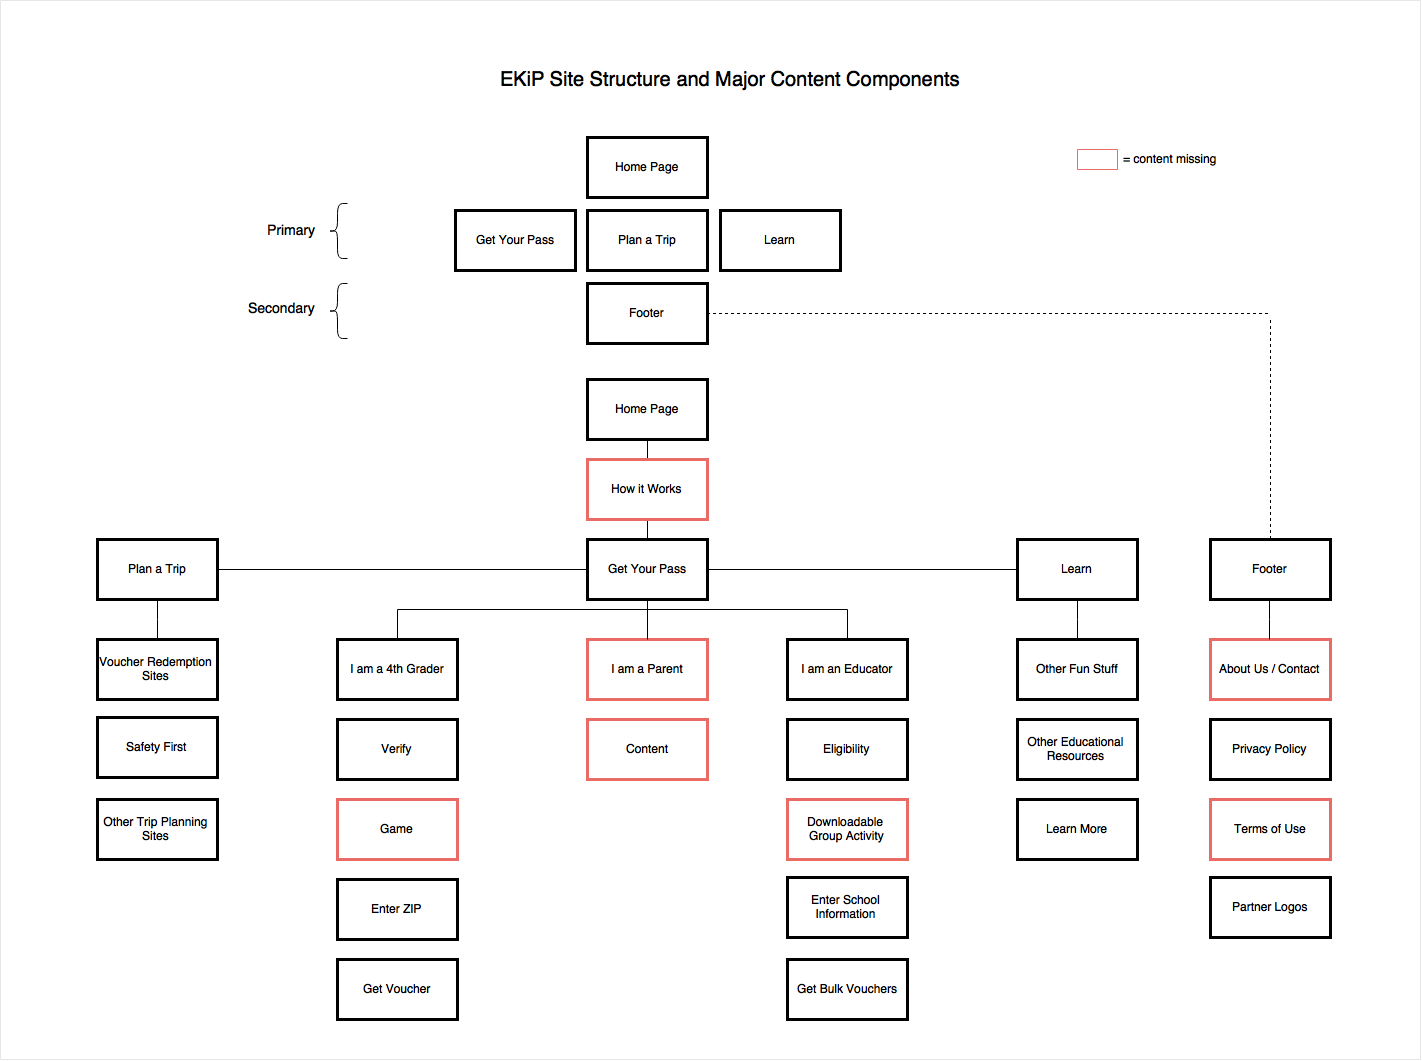 EKiP Site Structure and Major Content Components
Home Page
= content missing
Primary
Get Your Pass
Plan a Trip
Learn
Secondary
Footer
Home Page
How it Works
Plan a Trip
Get Your Pass
Learn
Footer
Voucher Redemption
Sites
I am a 4th Grader
I am a Parent
I am an Educator
Other Fun Stuff
About Us / Contact
Safety First
Verify
Content
Eligibility
Other Educational
Resources
Privacy Policy
Other Trip Planning
Sites
Game
Downloadable
Group Activity
Learn More
Terms of Use
Enter ZIP
Enter School
Information
Partner Logos
Get Voucher
Get Bulk Vouchers